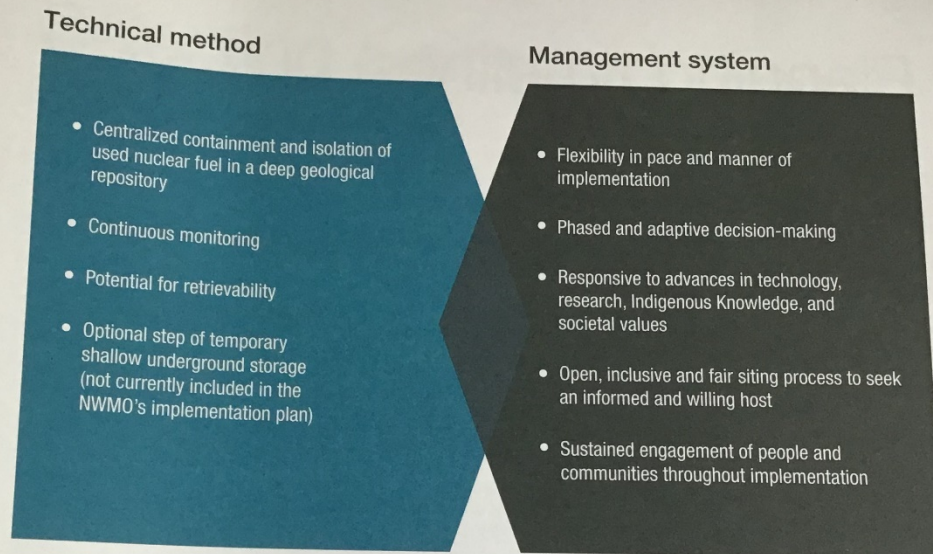 Technical method
• Centralized containment and isolation of
used nuclear fuel in a deep geological
repository
• Continuous monitoring
• Potential for retrievability
• Optional step of temporary
shallow underground storage
(not currently included in the
NWMO's implementation plan)
Management system
• Flexibility in pace and manner of
implementation
• Phased and adaptive decision-making
• Responsive to advances in technology,
research, Indigenous Knowledge, and
societal values
• Open, inclusive and fair siting process to seek
an informed and willing host
• Sustained engagement of people and
communities throughout implementation